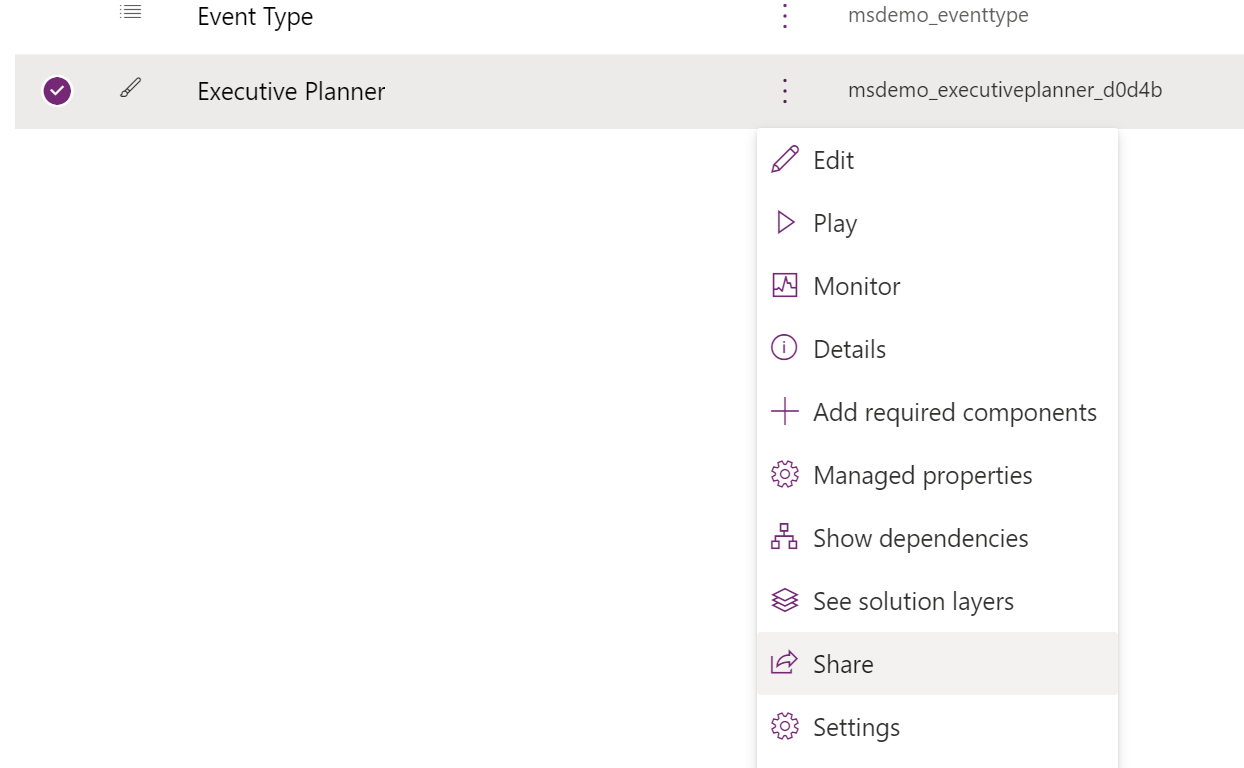 Event Type msdemo_eventtype
Executive Planner msdemo_executiveplanner_d0d4b
Edit
Play
Monitor
Details
Add required components
Managed properties
Show dependencies
See solution layers
Share
Settings